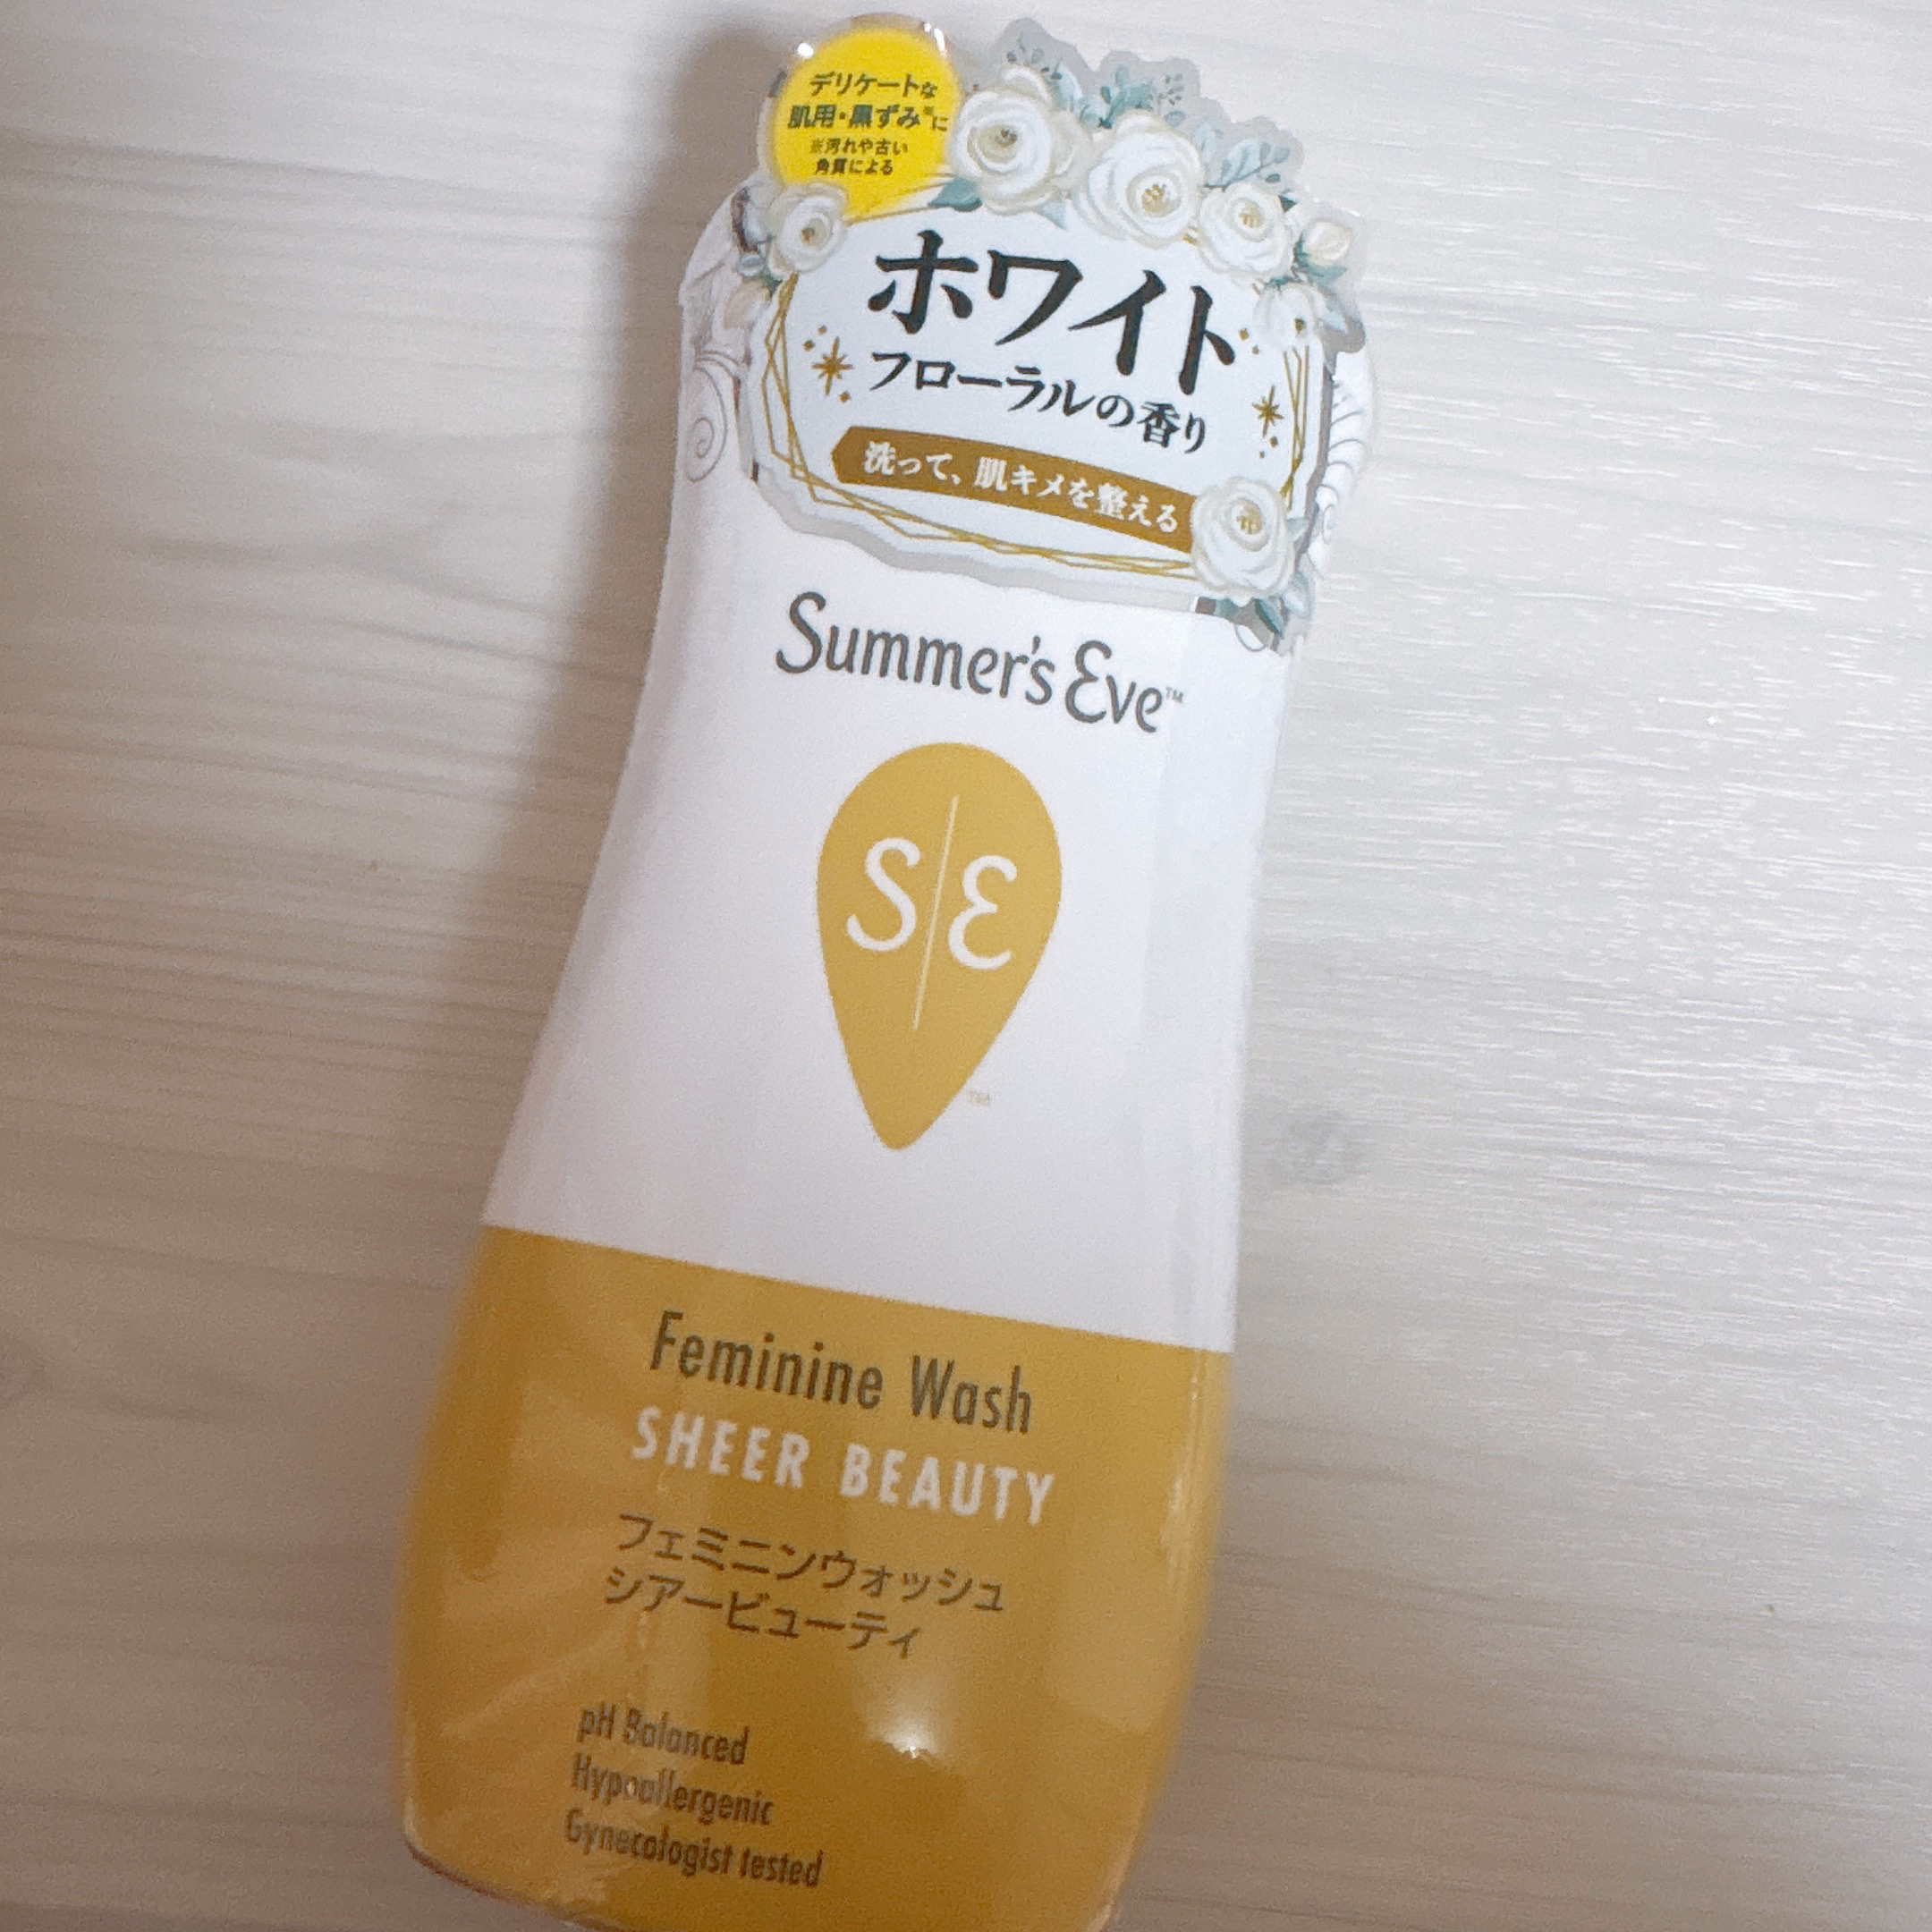 デリケートな
肌用・黒ずみ※に
※汚れや古い
角質による
ホワイト
フローラルの香り
洗って、肌キメを整える
Summer's Eve™
S|E
™
Feminine Wash
SHEER BEAUTY
フェミニンウォッシュ
シアービューティ
pH Balanced
Hypoallergenic
Gynecologist tested